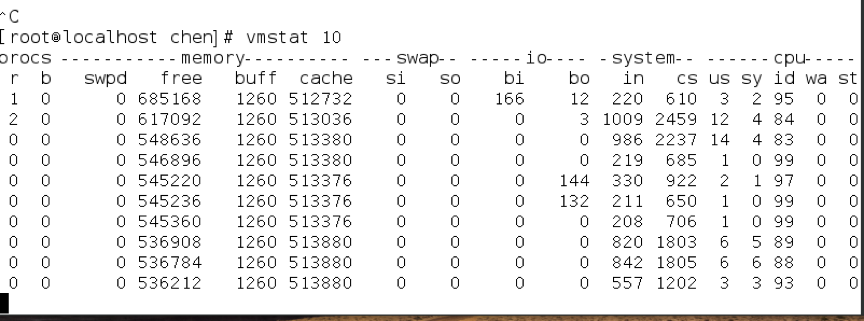 ^C
[root@localhost chen]# vmstat 10
procs -----------memory---------- ---swap-- -----io---- -system-- ------cpu-----
 r  b   swpd   free   buff  cache   si   so    bi    bo   in   cs us sy id wa st
 1  0      0 685168   1260 512732    0    0   166    12  220  610  3  2 95  0  0
 2  0      0 617092   1260 513036    0    0     0     3 1009 2459 12  4 84  0  0
 0  0      0 548636   1260 513380    0    0     0     0  986 2237 14  4 83  0  0
 0  0      0 546896   1260 513380    0    0     0     0  219  685  1  0 99  0  0
 0  0      0 545220   1260 513376    0    0     0   144  330  922  2  1 97  0  0
 0  0      0 545236   1260 513376    0    0     0   132  211  650  1  0 99  0  0
 0  0      0 545360   1260 513376    0    0     0     0  208  706  1  0 99  0  0
 0  0      0 536908   1260 513880    0    0     0     0  820 1803  6  5 89  0  0
 0  0      0 536784   1260 513880    0    0     0     0  842 1805  6  6 88  0  0
 0  0      0 536212   1260 513880    0    0     0     0  557 1202  3  3 93  0  0